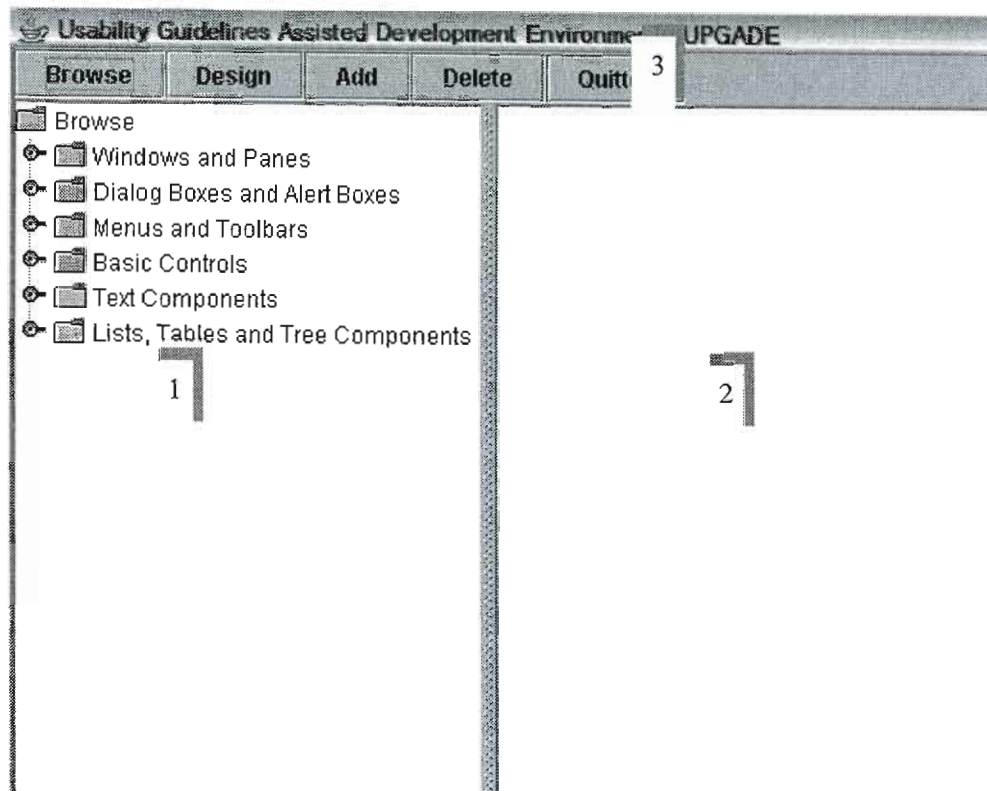 Usability Guidelines Assisted Development UPGADE
3
Browse Design Add Delete
Browse
Windows and Panes
Dialog Boxes and Alert Boxes
Menus and Toolbars
Basic Controls
Text Components
Lists, Tables and Tree Components
1
2